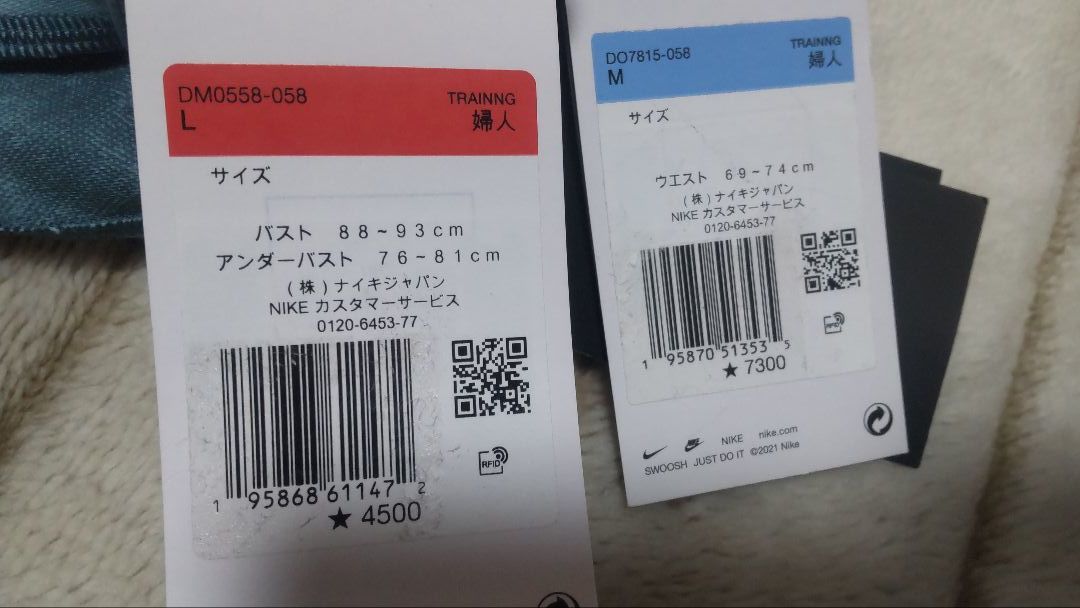 DM0558-058
L
TRAINNG
婦人
サイズ
バスト 88~93cm
アンダーバスト 76~81cm
(株)ナイキジャパン
NIKE カスタマーサービス
0120-6453-77
RFID
1 95868 61147 2
★ 4500
DO7815-058
M
TRAINNG
婦人
サイズ
ウエスト 69~74cm
(株)ナイキジャパン
NIKE カスタマーサービス
0120-6453-77
RFID
1 95870 51353 5
★ 7300
NIKE nike.com
SWOOSH JUST DO IT ©2021 Nike